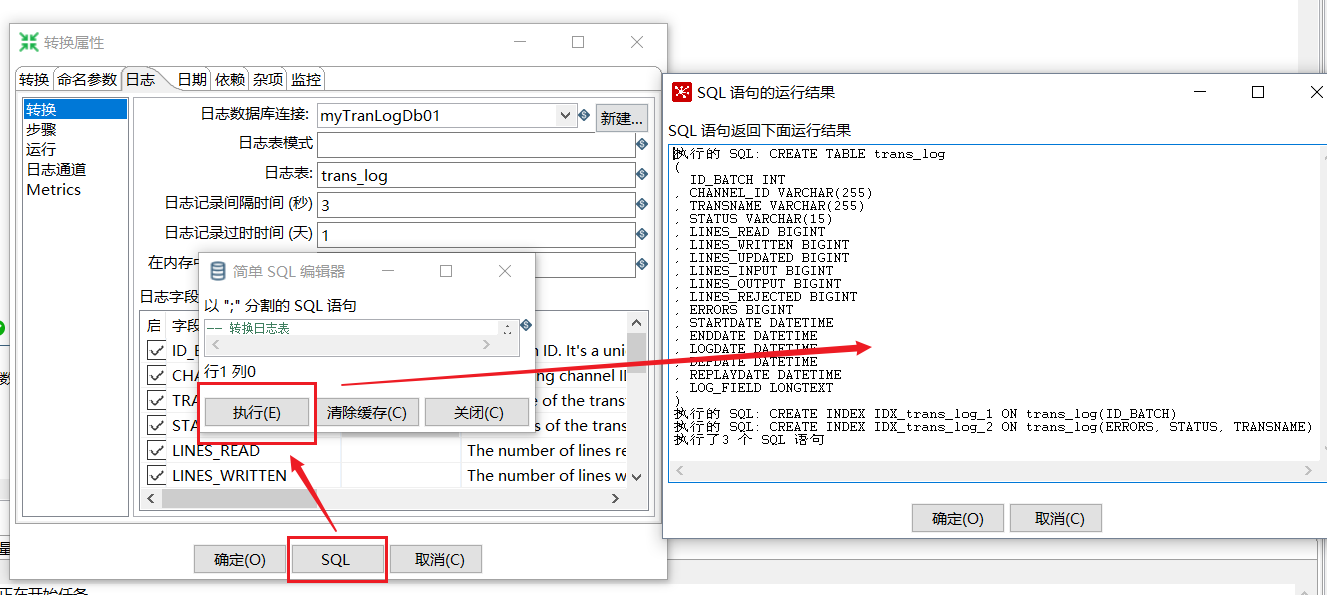 转换属性
转换 命名参数 日志 日期 依赖 杂项 监控
转换
步骤
运行
日志通道
Metrics
日志数据库连接: myTranLogDb01 新建...
日志表模式
日志表: trans_log
日志记录间隔时间 (秒) 3
日志记录过时时间 (天) 1
在内存中
日志字段
启 字段
CHA
TRA
STA
n ID. It's a uni
ng channel II
e of the trans
s of the trans
LINES_READ The number of lines re
LINES_WRITTEN The number of lines w
确定(O) SQL 取消(C)
简单 SQL 编辑器
以 ";" 分割的 SQL 语句
-- 转换日志表
行1 列0
执行(E) 清除缓存(C) 关闭(C)
SQL 语句的运行结果
SQL 语句返回下面运行结果
执行的 SQL: CREATE TABLE trans_log
(
ID_BATCH INT
, CHANNEL_ID VARCHAR(255)
, TRANSNAME VARCHAR(255)
, STATUS VARCHAR(15)
, LINES_READ BIGINT
, LINES_WRITTEN BIGINT
, LINES_UPDATED BIGINT
, LINES_INPUT BIGINT
, LINES_OUTPUT BIGINT
, LINES_REJECTED BIGINT
, ERRORS BIGINT
, STARTDATE DATETIME
, ENDDATE DATETIME
, LOGDATE DATETIME
, DEPDATE DATETIME
, REPLAYDATE DATETIME
, LOG_FIELD LONGTEXT
)
执行的 SQL: CREATE INDEX IDX_trans_log_1 ON trans_log(ID_BATCH)
执行的 SQL: CREATE INDEX IDX_trans_log_2 ON trans_log(ERRORS, STATUS, TRANSNAME)
执行了3 个 SQL 语句
确定(O) 取消(C)
数
量
正在开始任务